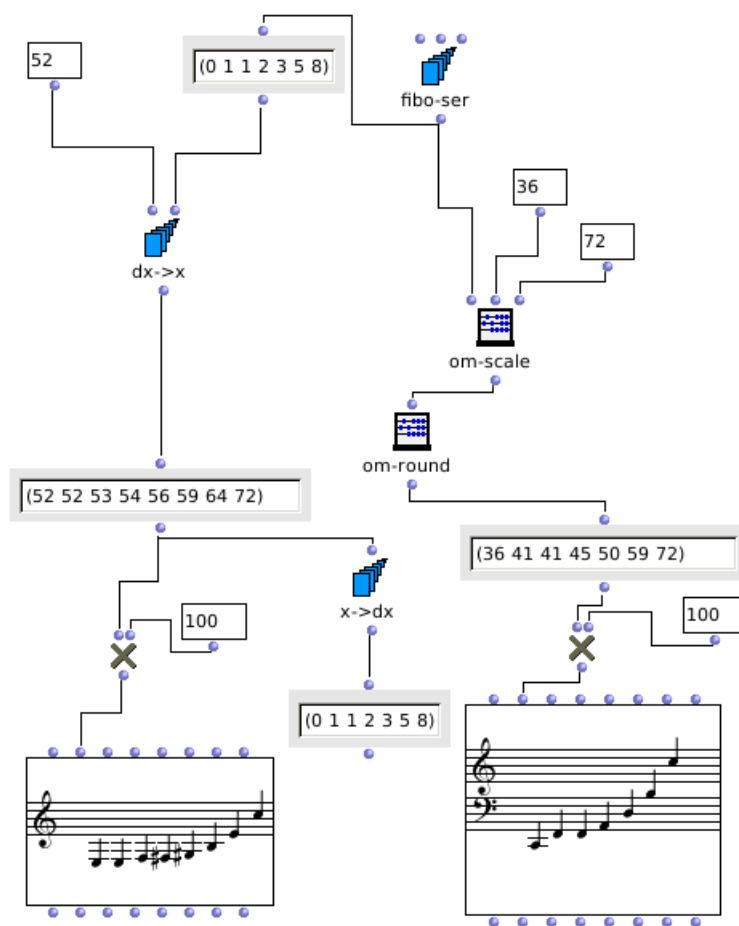 52
(0 1 1 2 3 5 8)
fibo-ser
36
72
dx->x
om-scale
om-round
(52 52 53 54 56 59 64 72)
(36 41 41 45 50 59 72)
x->dx
100
100
(0 1 1 2 3 5 8)